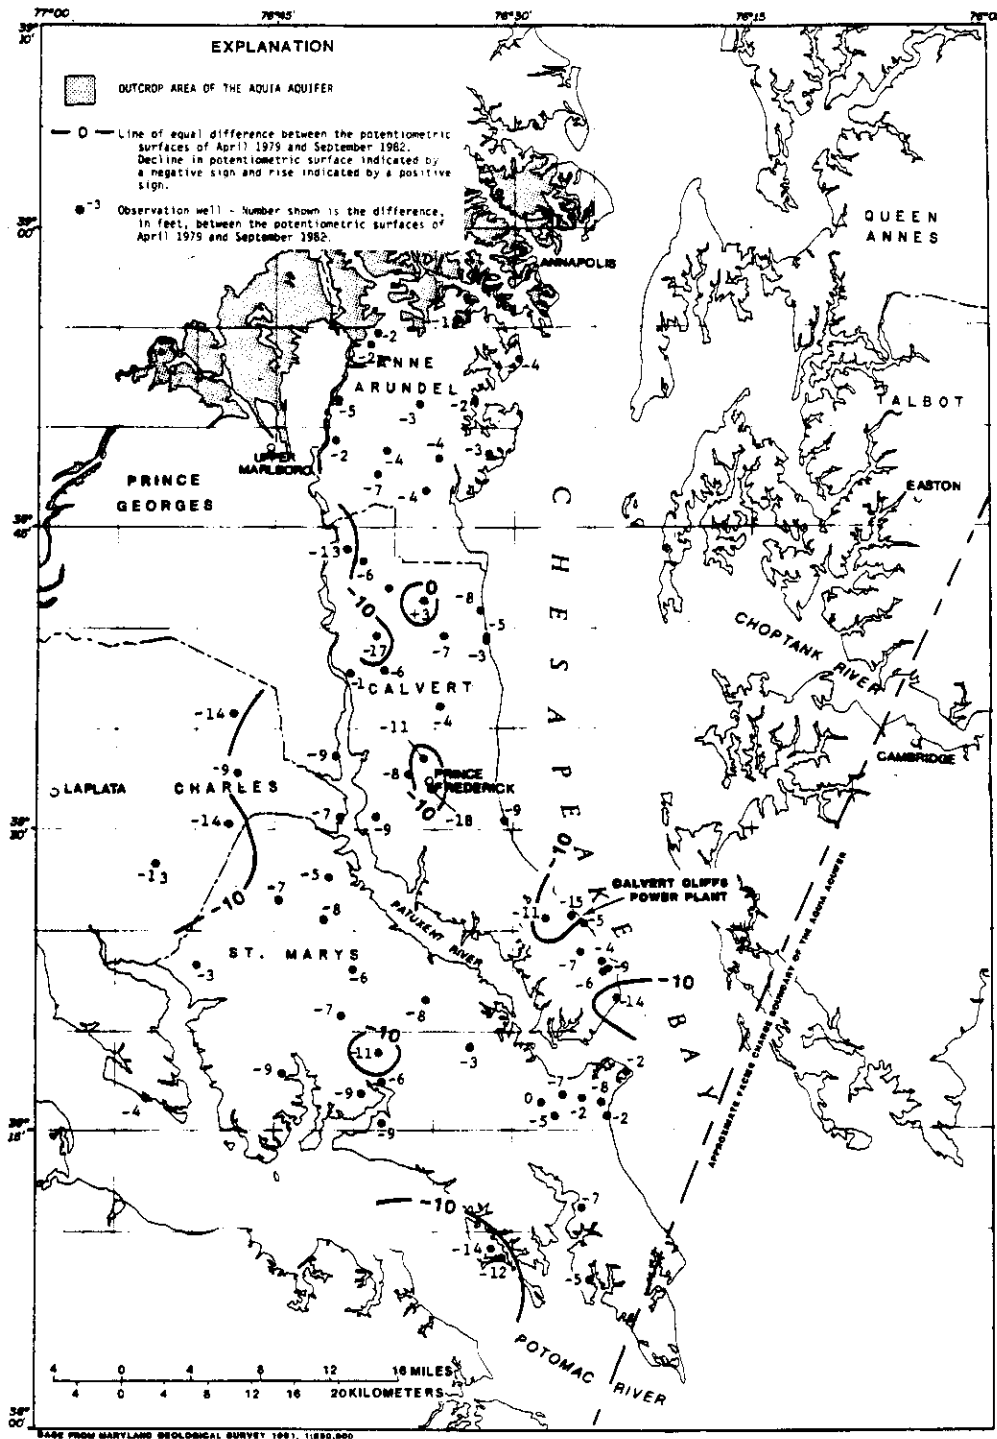 77°00'
76°45'
76°30'
76°15'
39°
10'
EXPLANATION
OUTCROP AREA OF THE AQUIA AQUIFER
0
Line of equal difference between the potentiometric
surfaces of April 1979 and September 1982.
Decline in potentiometric surface indicated by
a negative sign and rise indicated by a positive
sign.
-3
Observation well - Number shown is the difference,
in feet, between the potentiometric surfaces of
April 1979 and September 1982.
39°
00'
QUEEN
ANNES
ANNAPOLIS
-2
-2
ANNE
ARUNDEL
-4
-5
-3
-2
TALBOT
-2
-4
-4
-3
UPPER
MARLBORO
PRINCE
GEORGES
-7
-4
EASTON
38°
45'
-13
-6
0
+3
-8
-10
-5
-17
-7
-3
-6
-1
CALVERT
CHESAPEAKE BAY
CHOPTANK RIVER
-14
-4
-11
-9
-9
-8
PRINCE
FREDERICK
CAMBRIDGE
LAPLATA
CHARLES
-10
-18
-14
-7
-9
-9
38°
30'
-13
-10
-7
-5
-8
-10
CALVERT CLIFFS
POWER PLANT
-11
-15
-5
PATUXENT RIVER
ST. MARYS
-3
-6
-4
-7
-9
-6
-10
-14
-7
-8
-10
-11
-3
-9
-6
-9
-2
-7
-8
-4
0
-2
-5
-2
-9
38°
15'
APPROXIMATE FACIES CHANGE BOUNDARY OF THE AQUIA AQUIFER
-10
-7
-14
-12
-5
POTOMAC RIVER
4 0 4 8 12 16 MILES
4 0 4 8 12 16 20 KILOMETERS
38°
00'
BASE FROM MARYLAND GEOLOGICAL SURVEY